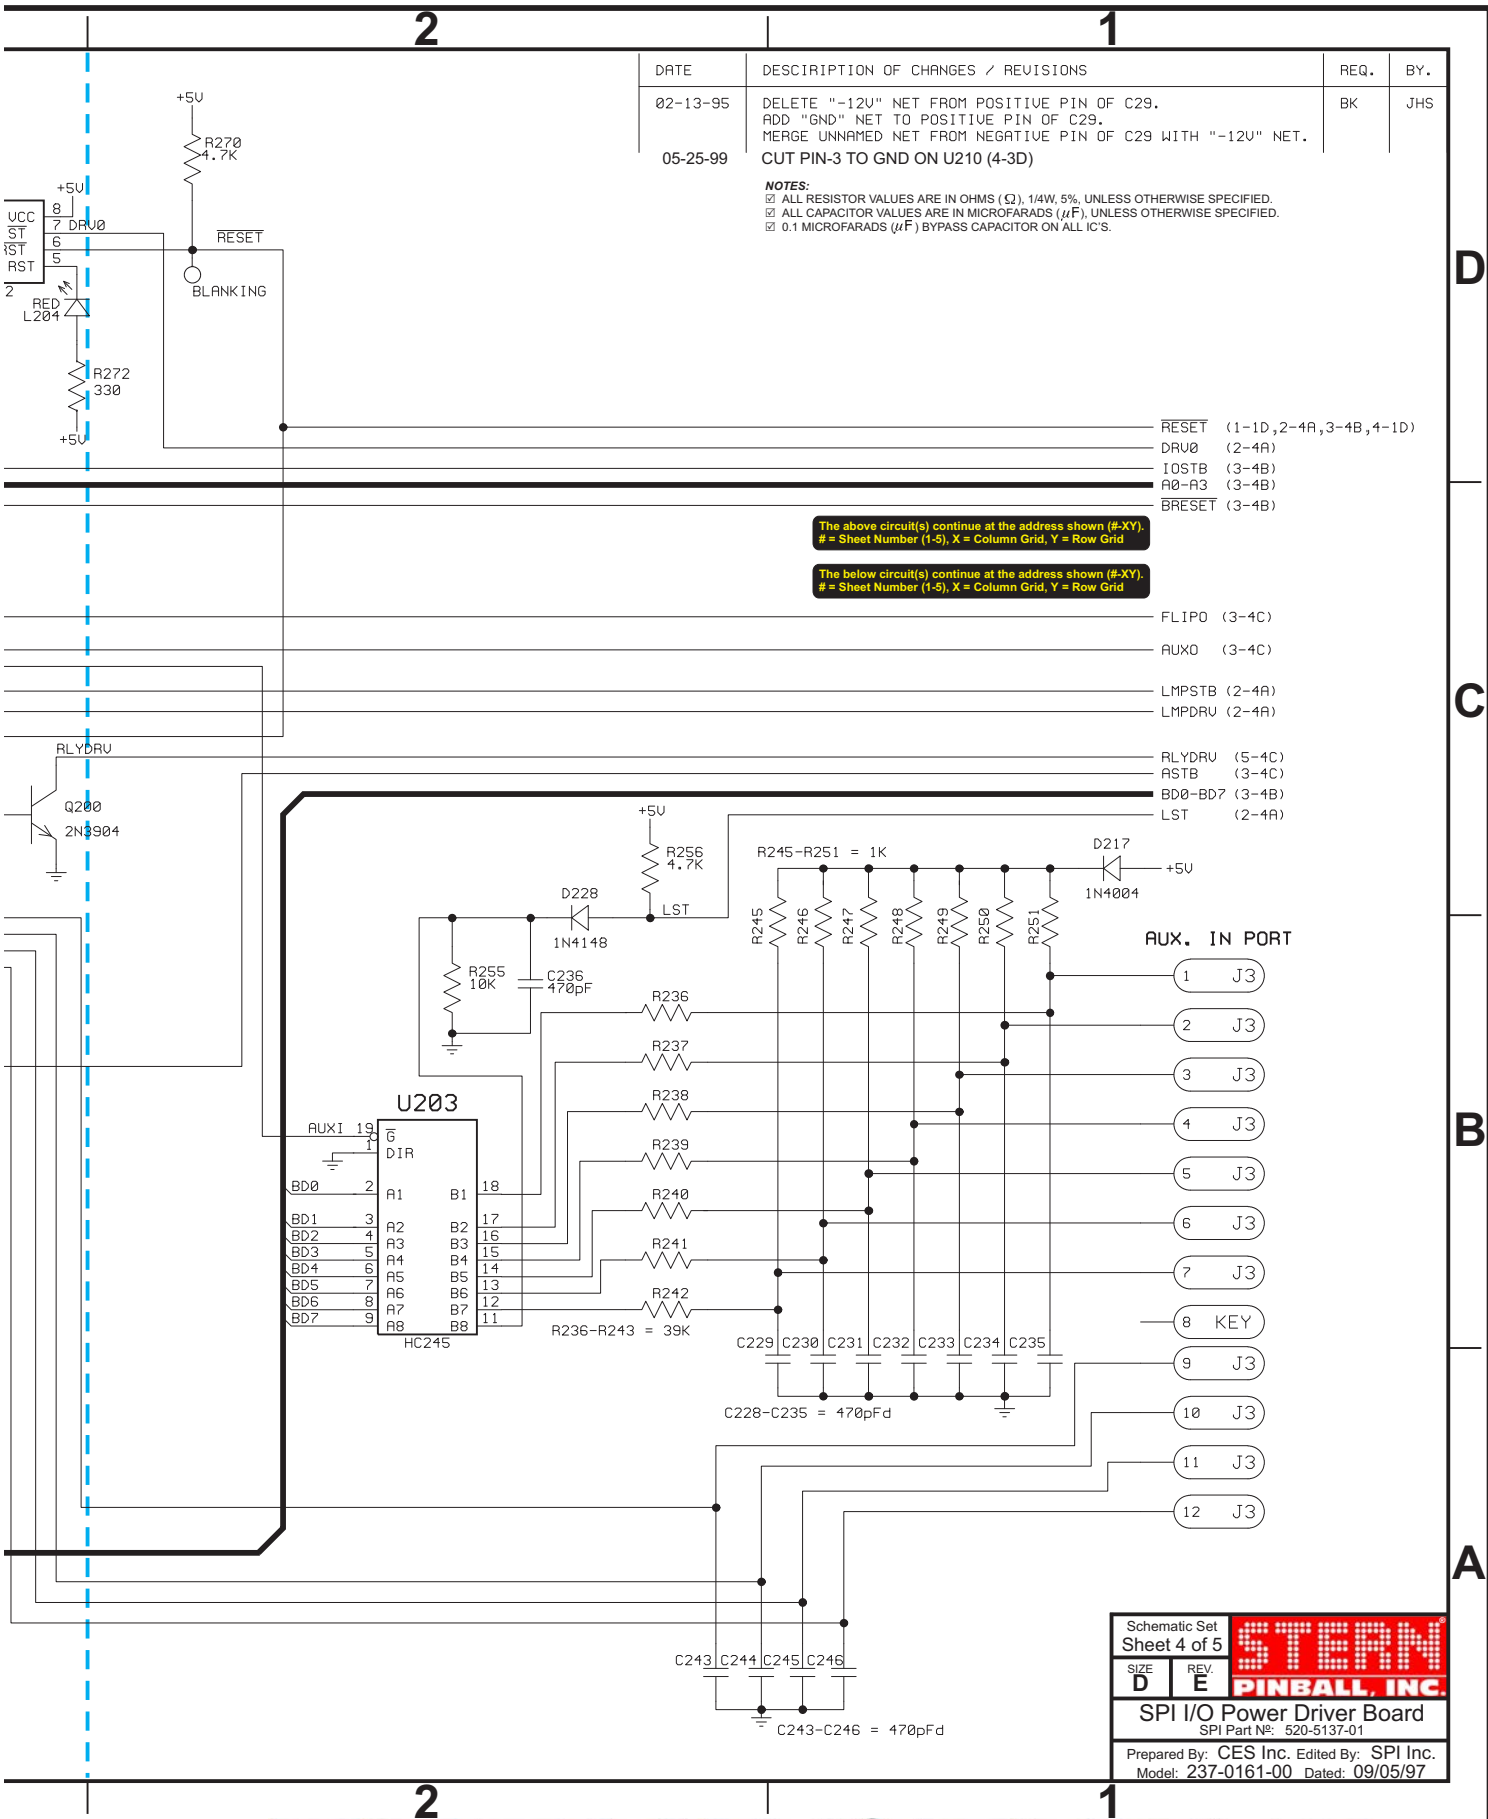 2
1
DATE DESCIRIPTION OF CHANGES / REVISIONS REQ. BY.
02-13-95 DELETE "-12V" NET FROM POSITIVE PIN OF C29. BK JHS
ADD "GND" NET TO POSITIVE PIN OF C29.
MERGE UNNAMED NET FROM NEGATIVE PIN OF C29 WITH "-12V" NET.
05-25-99 CUT PIN-3 TO GND ON U210 (4-3D)
NOTES:
☑ ALL RESISTOR VALUES ARE IN OHMS (Ω), 1/4W, 5%, UNLESS OTHERWISE SPECIFIED.
☑ ALL CAPACITOR VALUES ARE IN MICROFARADS (μF), UNLESS OTHERWISE SPECIFIED.
☑ 0.1 MICROFARADS (μF) BYPASS CAPACITOR ON ALL IC'S.
+5V
R270
4.7K
+5V
VCC 8
ST 7 DRV0
RST 6
RST 5
2
RESET
BLANKING
RED
L204
R272
330
+5V
D
RESET (1-1D,2-4A,3-4B,4-1D)
DRV0 (2-4A)
IOSTB (3-4B)
A0-A3 (3-4B)
BRESET (3-4B)
The above circuit(s) continue at the address shown (#-XY).
# = Sheet Number (1-5), X = Column Grid, Y = Row Grid
The below circuit(s) continue at the address shown (#-XY).
# = Sheet Number (1-5), X = Column Grid, Y = Row Grid
FLIPO (3-4C)
AUXO (3-4C)
LMPSTB (2-4A)
LMPDRV (2-4A)
C
RLYDRV
RLYDRV (5-4C)
ASTB (3-4C)
BD0-BD7 (3-4B)
LST (2-4A)
Q200
2N3904
+5V
R256
4.7K
R245-R251 = 1K
D217
+5V
1N4004
D228
1N4148
LST
R245
R246
R247
R248
R249
R250
R251
AUX. IN PORT
R255
10K
C236
470pF
1 J3
2 J3
3 J3
4 J3
5 J3
6 J3
7 J3
8 KEY
9 J3
10 J3
11 J3
12 J3
R236
R237
R238
R239
R240
R241
R242
R236-R243 = 39K
B
U203
AUXI 19 G
1 DIR
BD0 2 A1 B1 18
BD1 3 A2 B2 17
BD2 4 A3 B3 16
BD3 5 A4 B4 15
BD4 6 A5 B5 14
BD5 7 A6 B6 13
BD6 8 A7 B7 12
BD7 9 A8 B8 11
HC245
C229 C230 C231 C232 C233 C234 C235
C228-C235 = 470pFd
A
C243 C244 C245 C246
C243-C246 = 470pFd
Schematic Set
Sheet 4 of 5
SIZE
D
REV.
E
STERN®
PINBALL, INC.
SPI I/O Power Driver Board
SPI Part Nº: 520-5137-01
Prepared By: CES Inc. Edited By: SPI Inc.
Model: 237-0161-00 Dated: 09/05/97
2
1